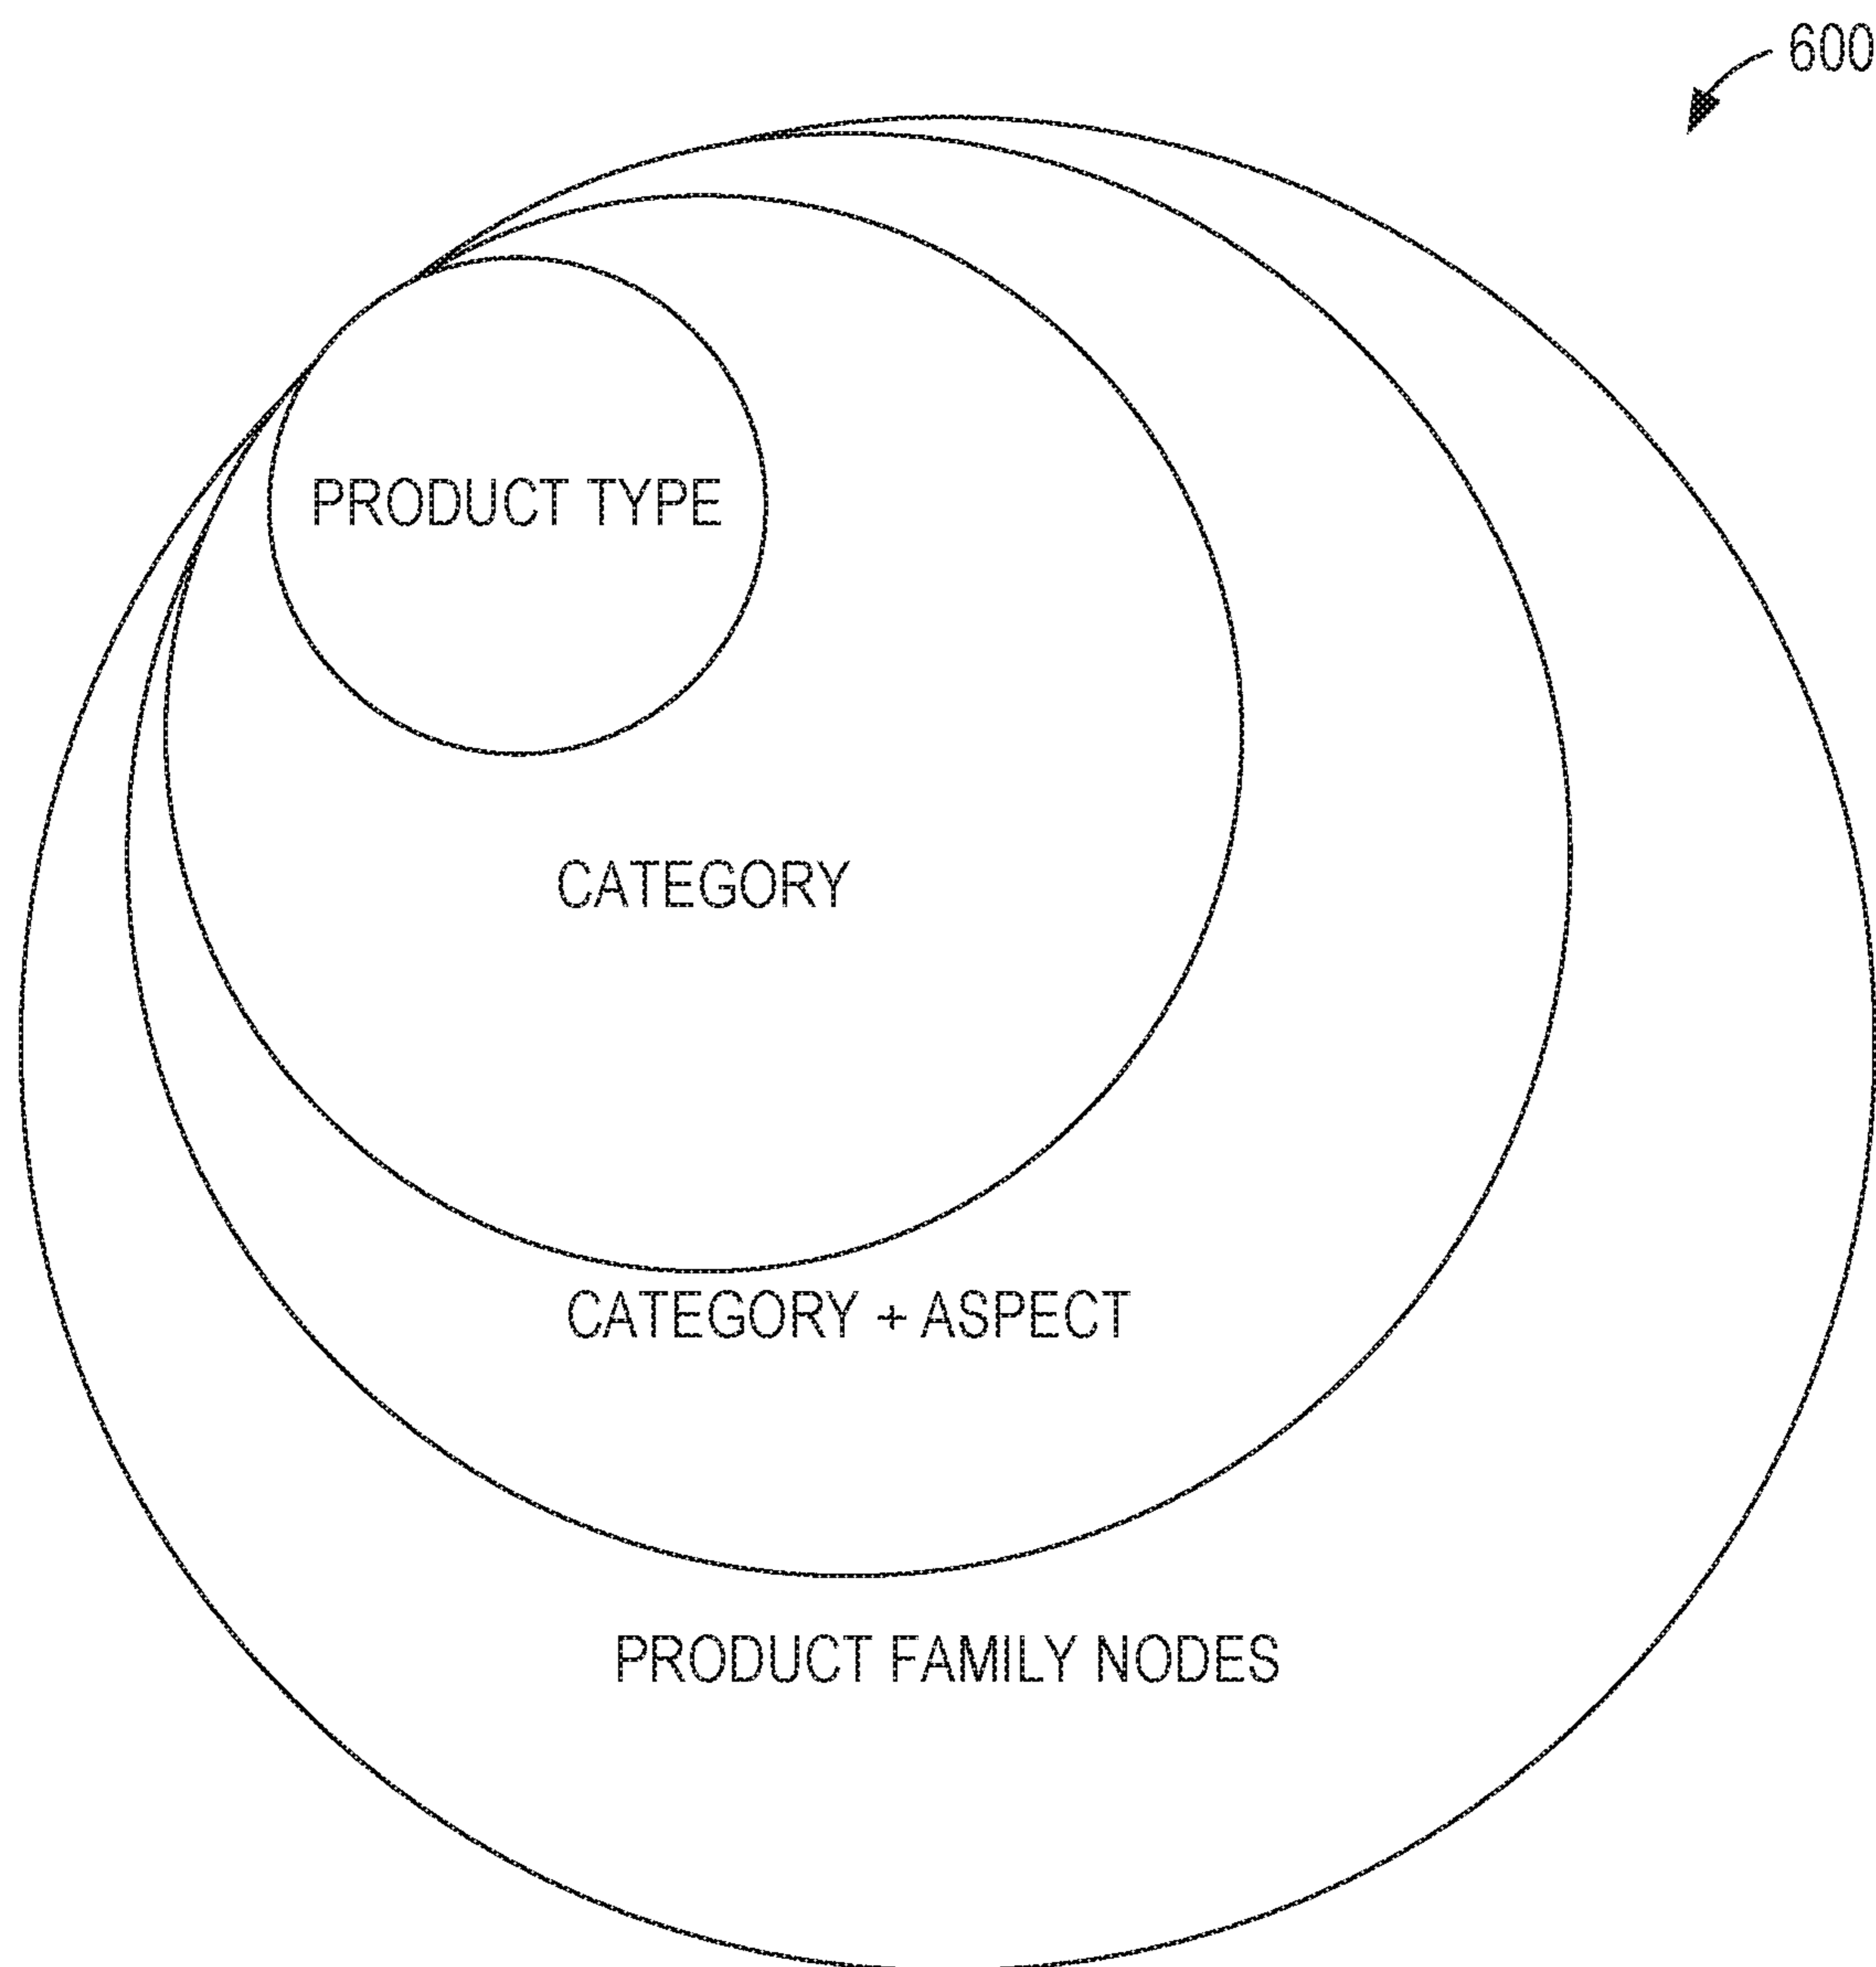 600
PRODUCT TYPE
CATEGORY
CATEGORY + ASPECT
PRODUCT FAMILY NODES